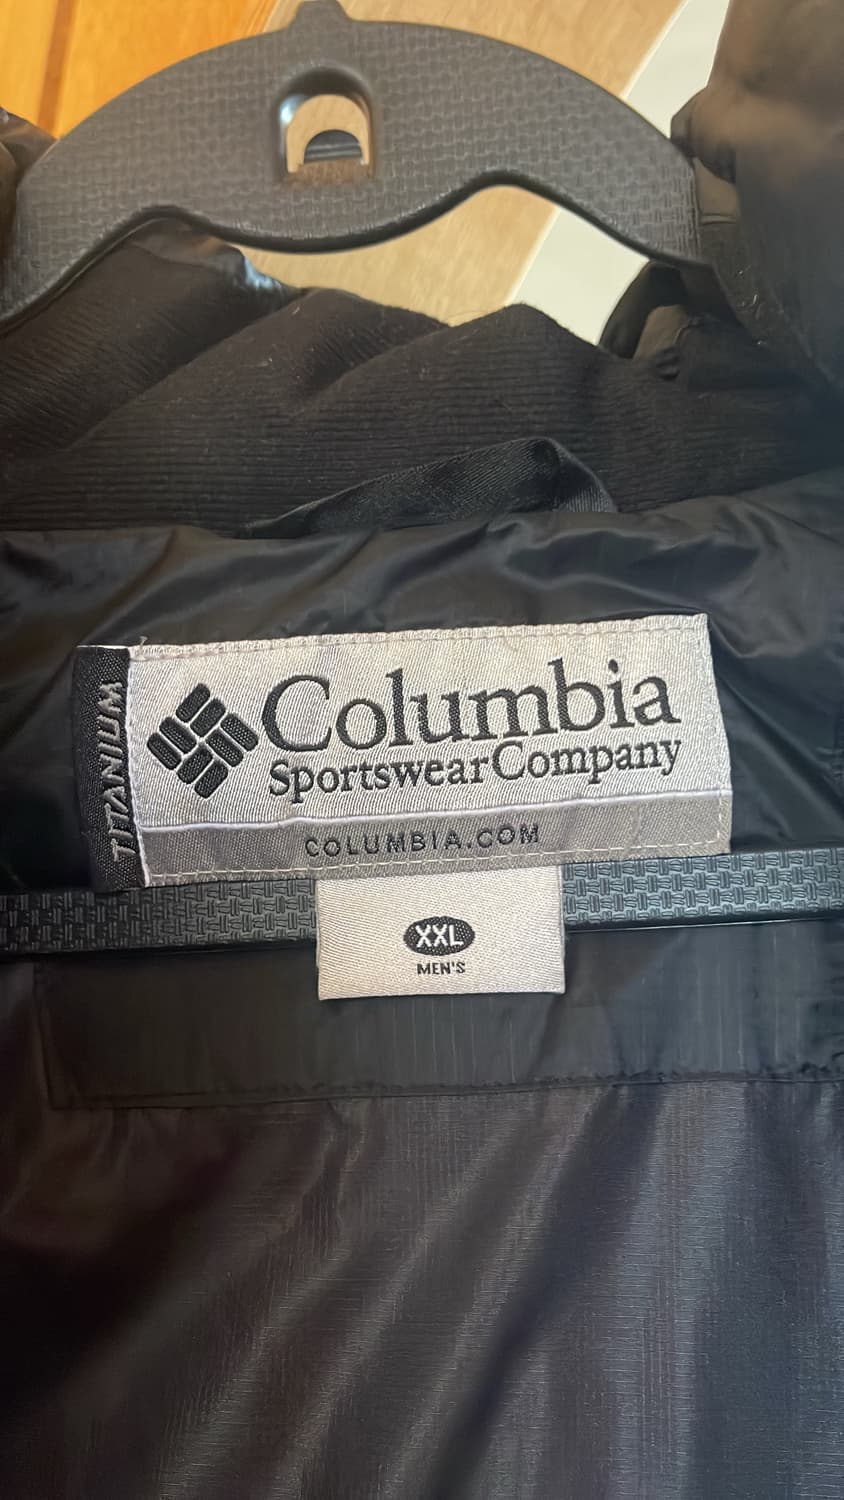 TITANIUM
Columbia
Sportswear Company
COLUMBIA.COM
XXL
MEN'S